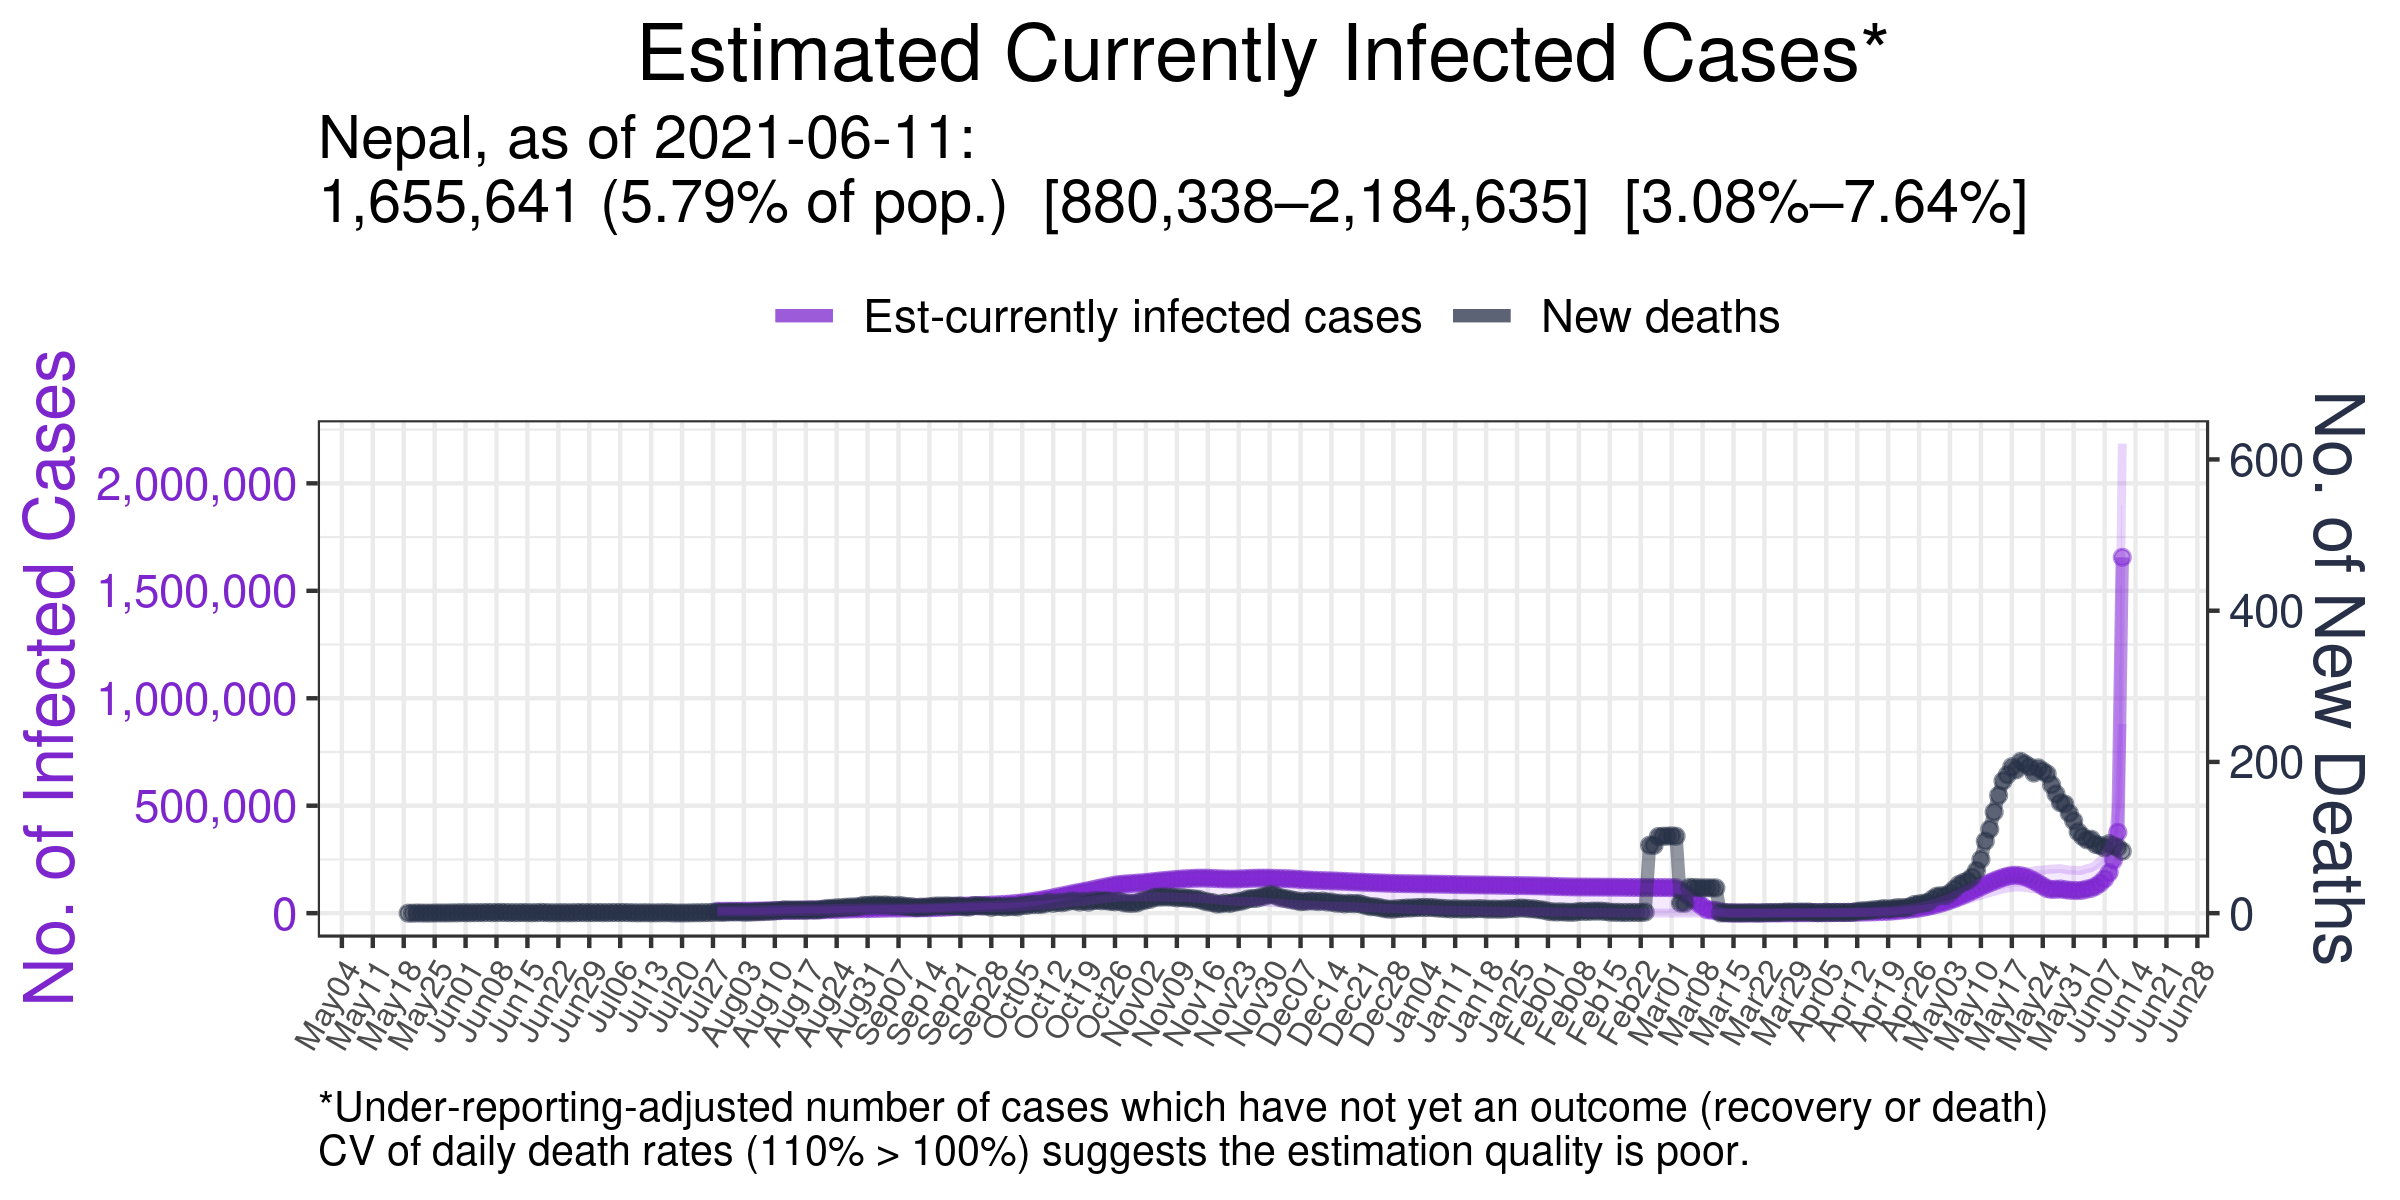 Estimated Currently Infected Cases*
Nepal, as of 2021-06-11:
1,655,641 (5.79% of pop.)  [880,338–2,184,635]  [3.08%–7.64%]
Est-currently infected cases
New deaths
No. of Infected Cases
2,000,000
1,500,000
1,000,000
500,000
0
No. of New Deaths
600
400
200
0
May04
May11
May18
May25
Jun01
Jun08
Jun15
Jun22
Jun29
Jul06
Jul13
Jul20
Jul27
Aug03
Aug10
Aug17
Aug24
Aug31
Sep07
Sep14
Sep21
Sep28
Oct05
Oct12
Oct19
Oct26
Nov02
Nov09
Nov16
Nov23
Nov30
Dec07
Dec14
Dec21
Dec28
Jan04
Jan11
Jan18
Jan25
Feb01
Feb08
Feb15
Feb22
Mar01
Mar08
Mar15
Mar22
Mar29
Apr05
Apr12
Apr19
Apr26
May03
May10
May17
May24
May31
Jun07
Jun14
Jun21
Jun28
*Under-reporting-adjusted number of cases which have not yet an outcome (recovery or death)
CV of daily death rates (110% > 100%) suggests the estimation quality is poor.